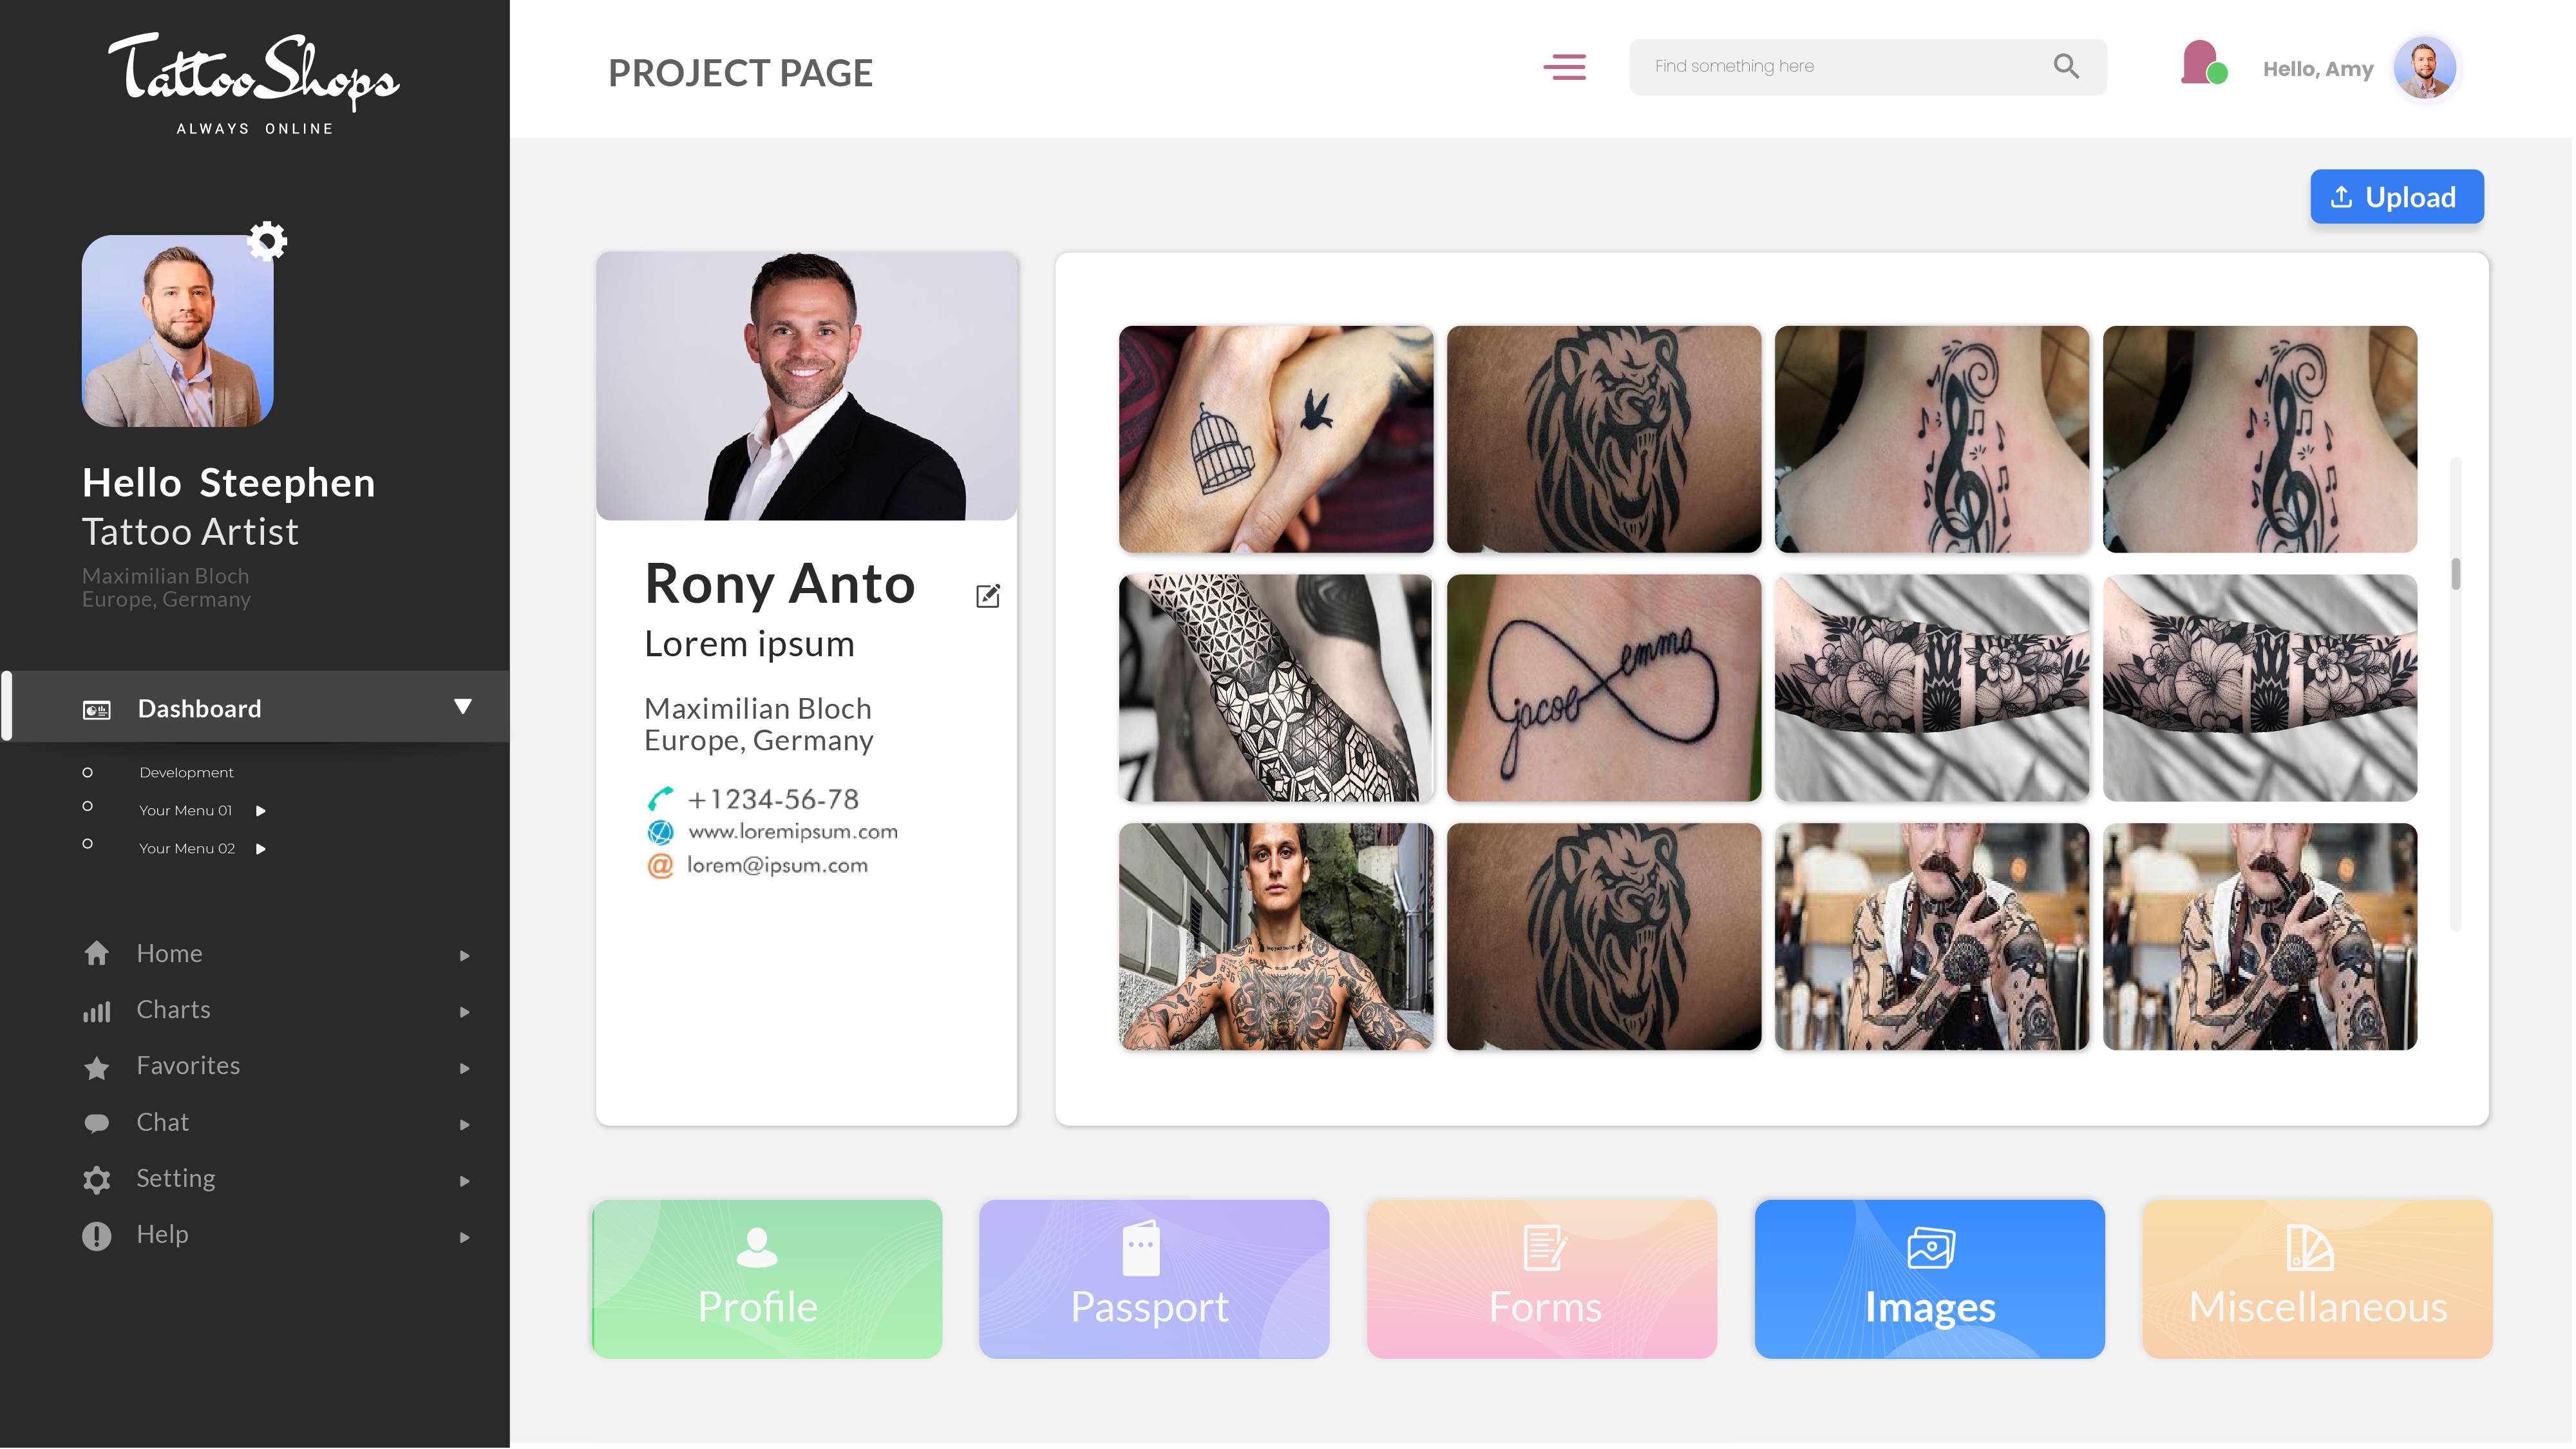 TattooShops
ALWAYS ONLINE
Hello Steephen
Tattoo Artist
Maximilian Bloch
Europe, Germany
Dashboard
Development
Your Menu 01
Your Menu 02
Home
Charts
Favorites
Chat
Setting
Help
PROJECT PAGE
Find something here
Hello, Amy
Upload
Rony Anto
Lorem ipsum
Maximilian Bloch
Europe, Germany
+1234-56-78
www.loremipsum.com
@ lorem@ipsum.com
emma
jacob
Profile
Passport
Forms
Images
Miscellaneous